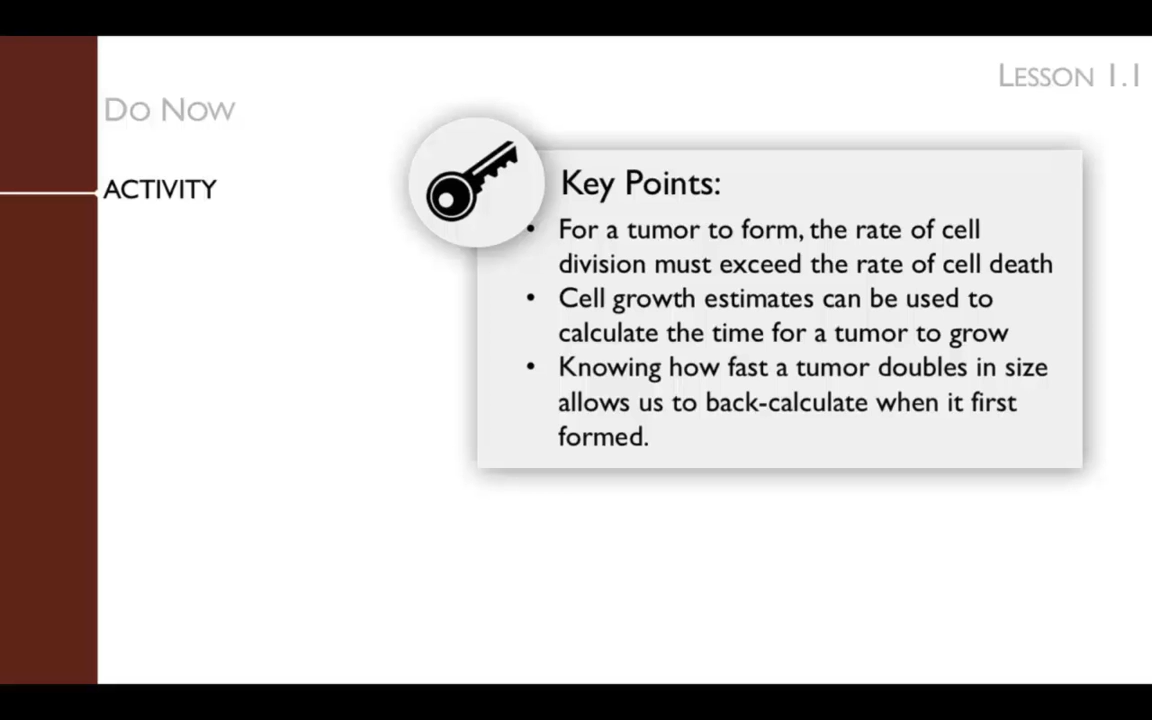 LESSON 1.1
DO NOW
ACTIVITY
Key Points:
• For a tumor to form, the rate of cell
division must exceed the rate of cell death
• Cell growth estimates can be used to
calculate the time for a tumor to grow
• Knowing how fast a tumor doubles in size
allows us to back-calculate when it first
formed.